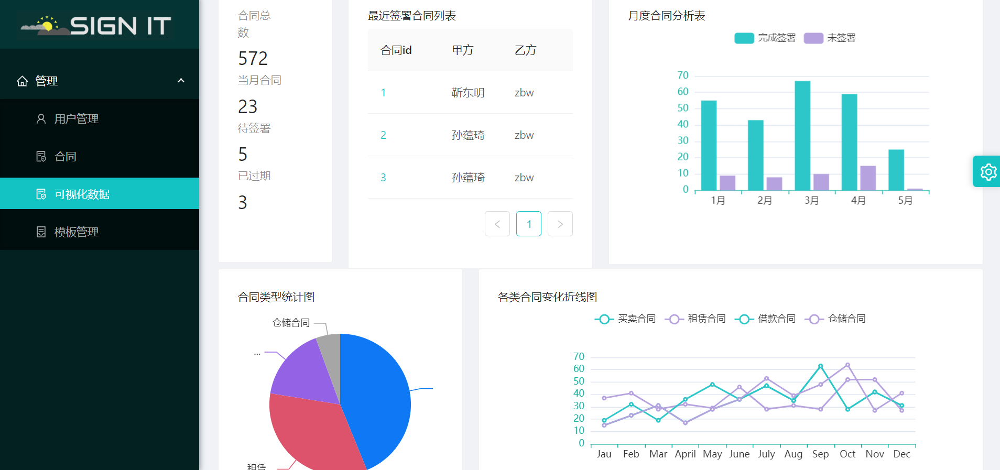 SIGN IT
管理
用户管理
合同
可视化数据
模板管理
合同总
数
572
当月合同
23
待签署
5
已过期
3
最近签署合同列表
合同id 甲方 乙方
1 靳东明 zbw
2 孙蕴琦 zbw
3 孙蕴琦 zbw
1
月度合同分析表
完成签署 未签署
70
60
50
40
30
20
10
0
1月 2月 3月 4月 5月
合同类型统计图
仓储合同
...
租赁
各类合同变化折线图
买卖合同 租赁合同 借款合同 仓储合同
70
60
50
40
30
20
10
0
Jau Feb Mar April May June July Aug Sep Oct Nov Dec